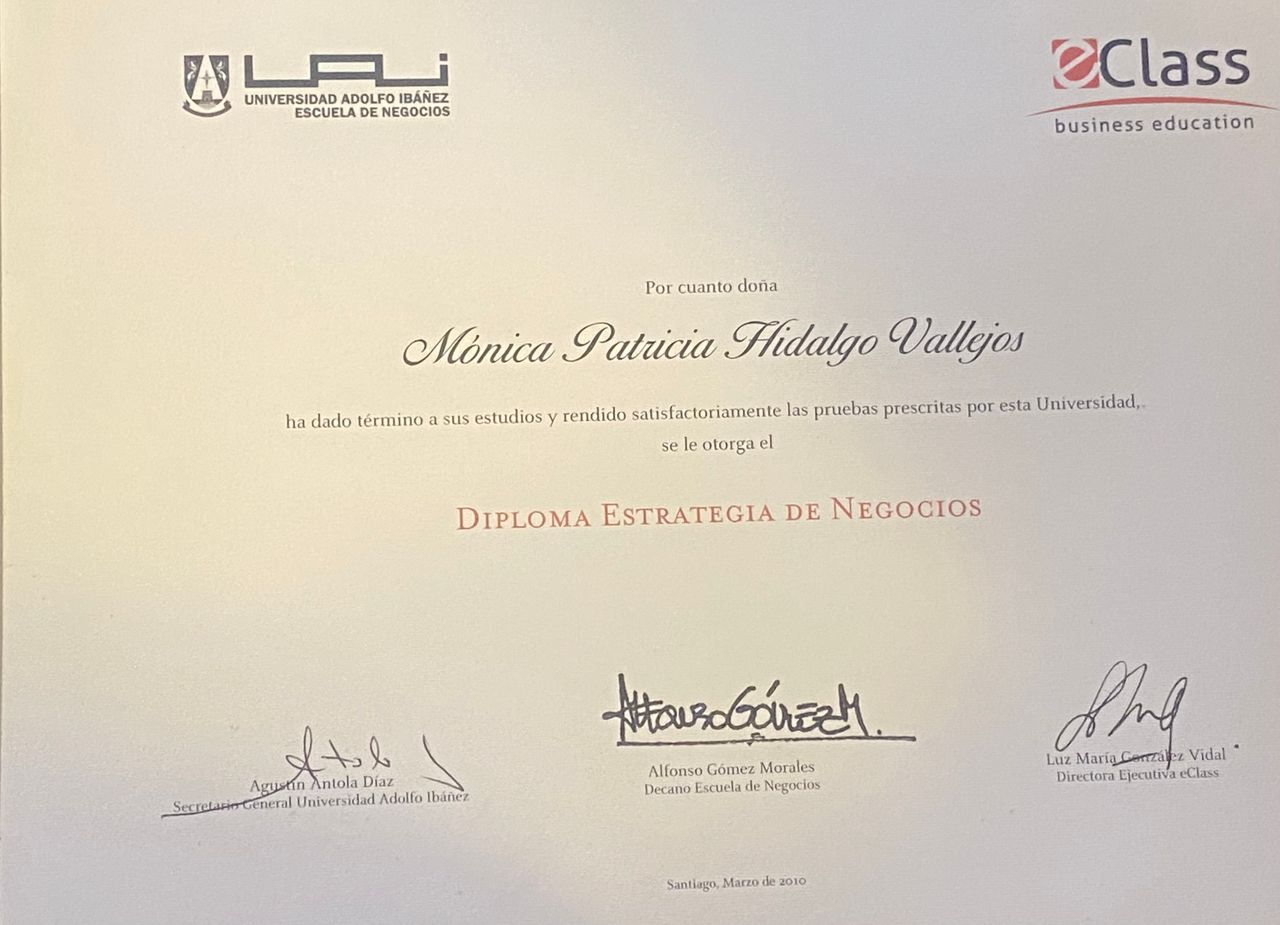 UAI
UNIVERSIDAD ADOLFO IBÁÑEZ
ESCUELA DE NEGOCIOS
eClass
business education
Por cuanto doña
Mónica Patricia Hidalgo Vallejos
ha dado término a sus estudios y rendido satisfactoriamente las pruebas prescritas por esta Universidad,
se le otorga el
DIPLOMA ESTRATEGIA DE NEGOCIOS
Alfonso Gómez M.
Agustín Antola Díaz
Secretario General Universidad Adolfo Ibáñez
Alfonso Gómez Morales
Decano Escuela de Negocios
Luz María González Vidal
Directora Ejecutiva eClass
Santiago, Marzo de 2010